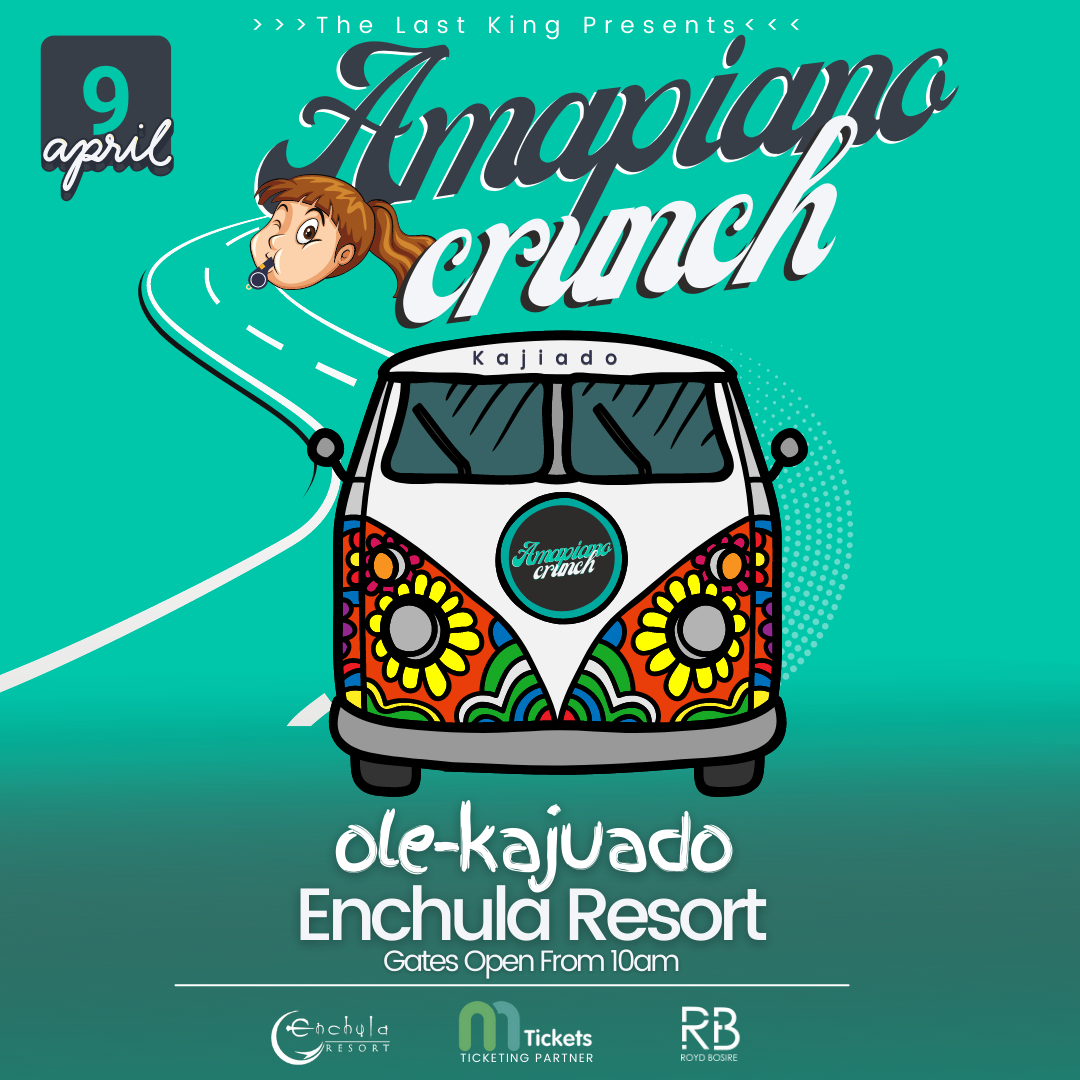 >>>The Last King Presents<<<
9
april
Amapiano
crunch
Kajiado
Amapiano
crunch
ole-kajuado
Enchula Resort
Gates Open From 10am
Enchula
RESORT
m Tickets
TICKETING PARTNER
RB
ROYD BOSIRE